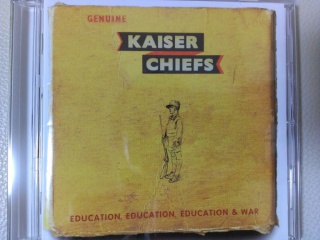 GENUINE
KAISER
CHIEFS
EDUCATION, EDUCATION, EDUCATION & WAR